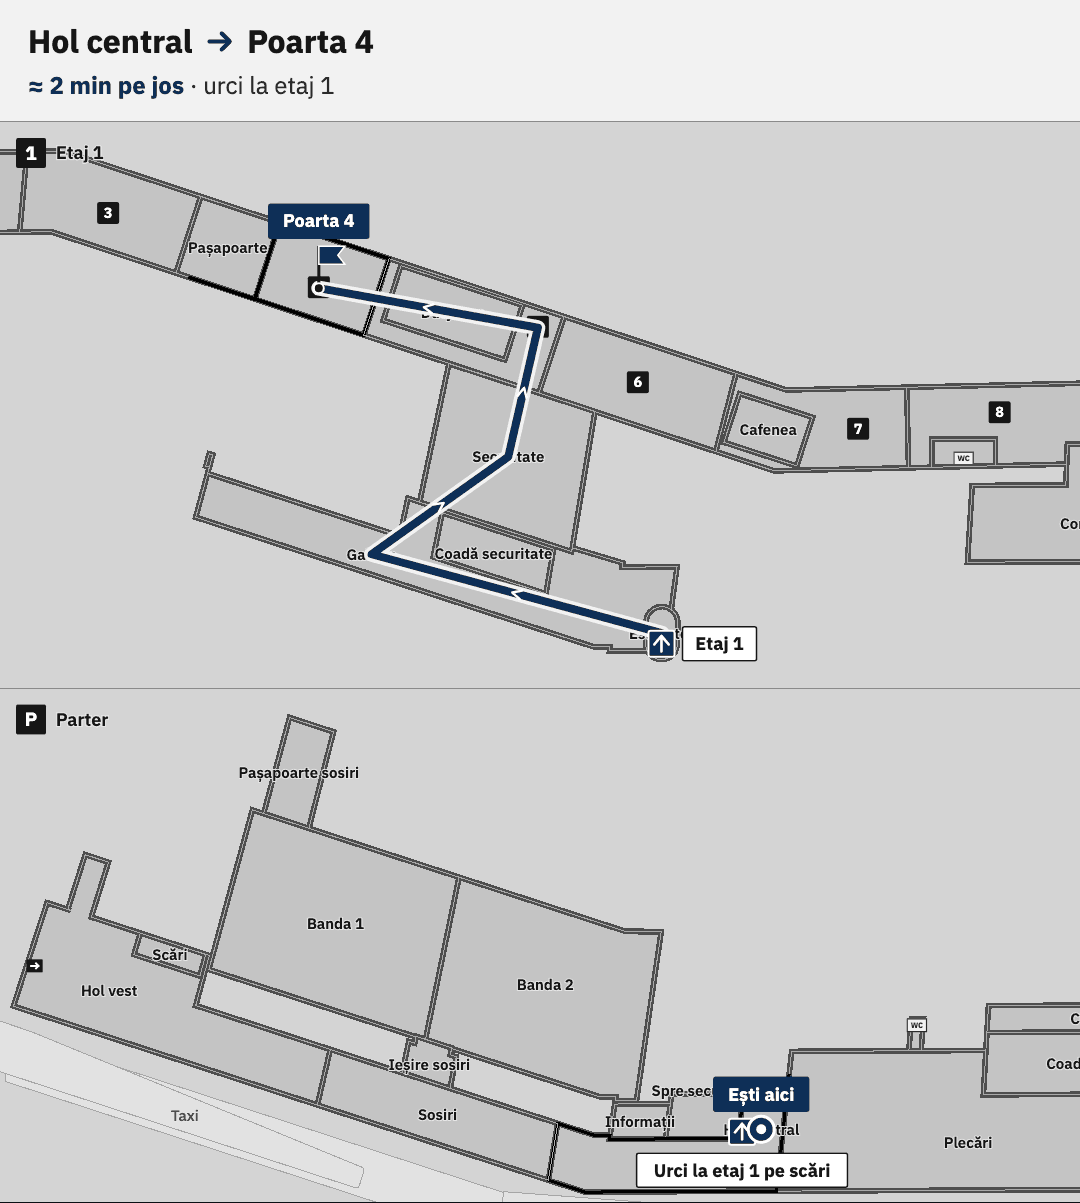 Hol central → Poarta 4
≈ 2 min pe jos · urci la etaj 1
1 Etaj 1
3
Pașapoarte
Poarta 4
6
Cafenea
7
8
WC
Coadă securitate
Etaj 1
P Parter
Pașapoarte sosiri
Banda 1
Scări
Banda 2
Hol vest
WC
Ieșire sosiri
Ești aici
Informații
Sosiri
Taxi
Plecări
Urci la etaj 1 pe scări